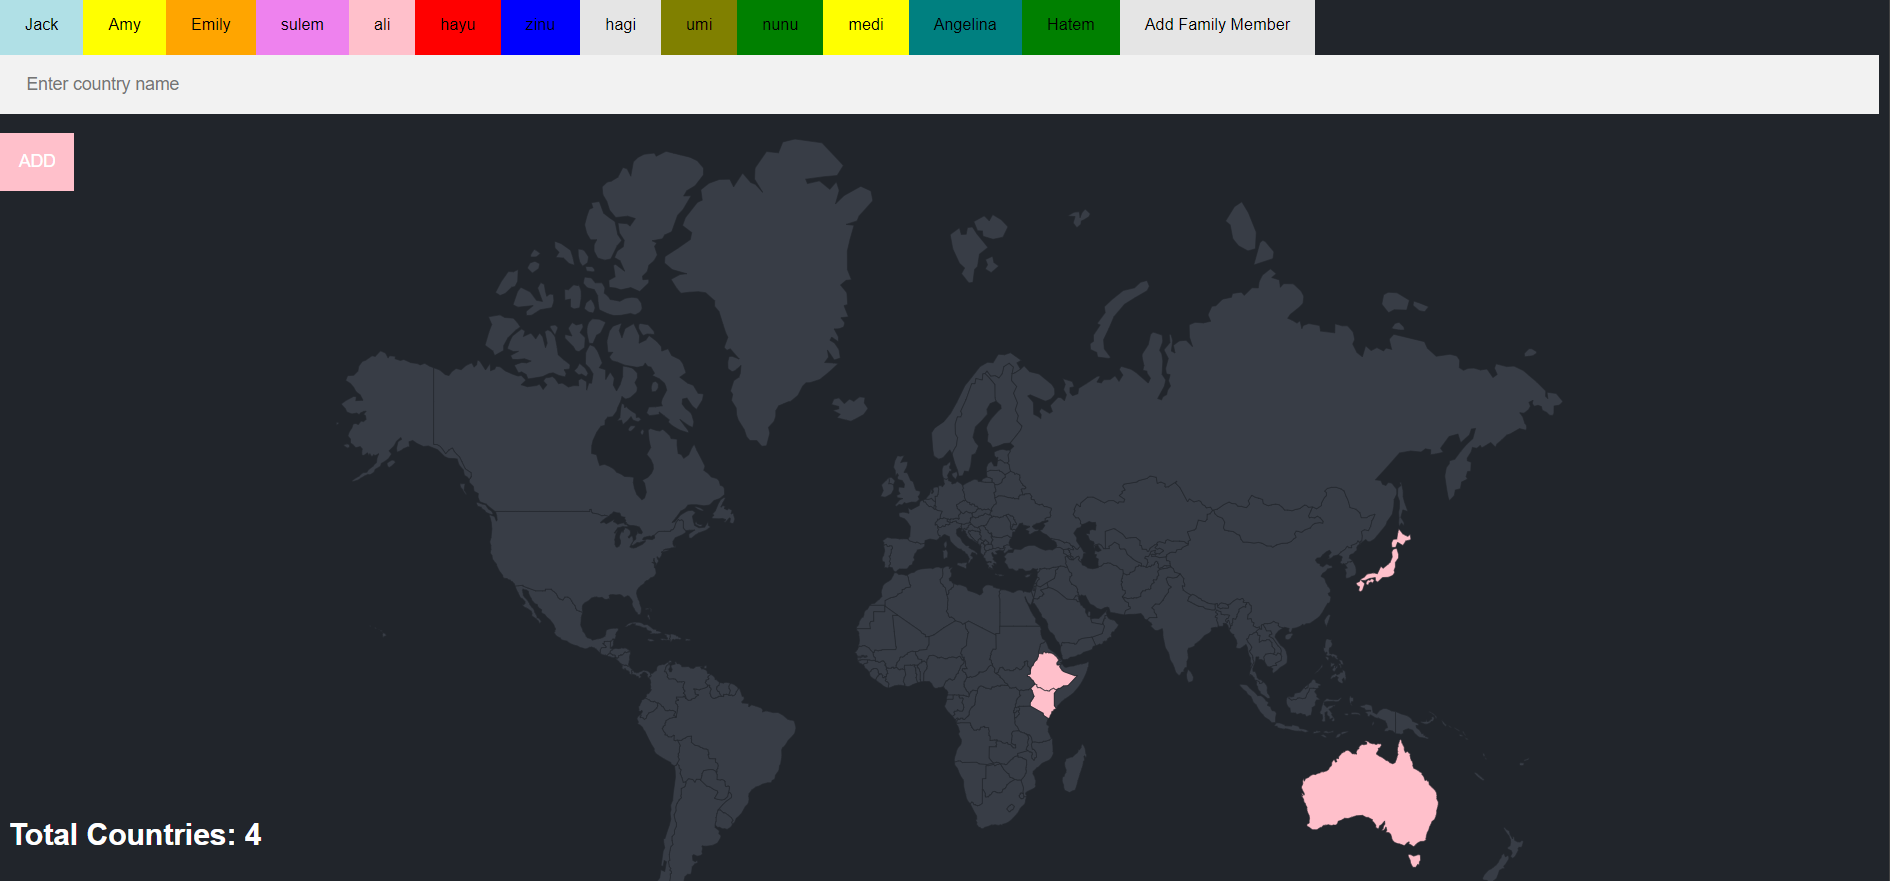 Jack Amy Emily sulem ali hayu zinu hagi umi nunu medi Angelina Hatem Add Family Member
Enter country name
ADD
Total Countries: 4